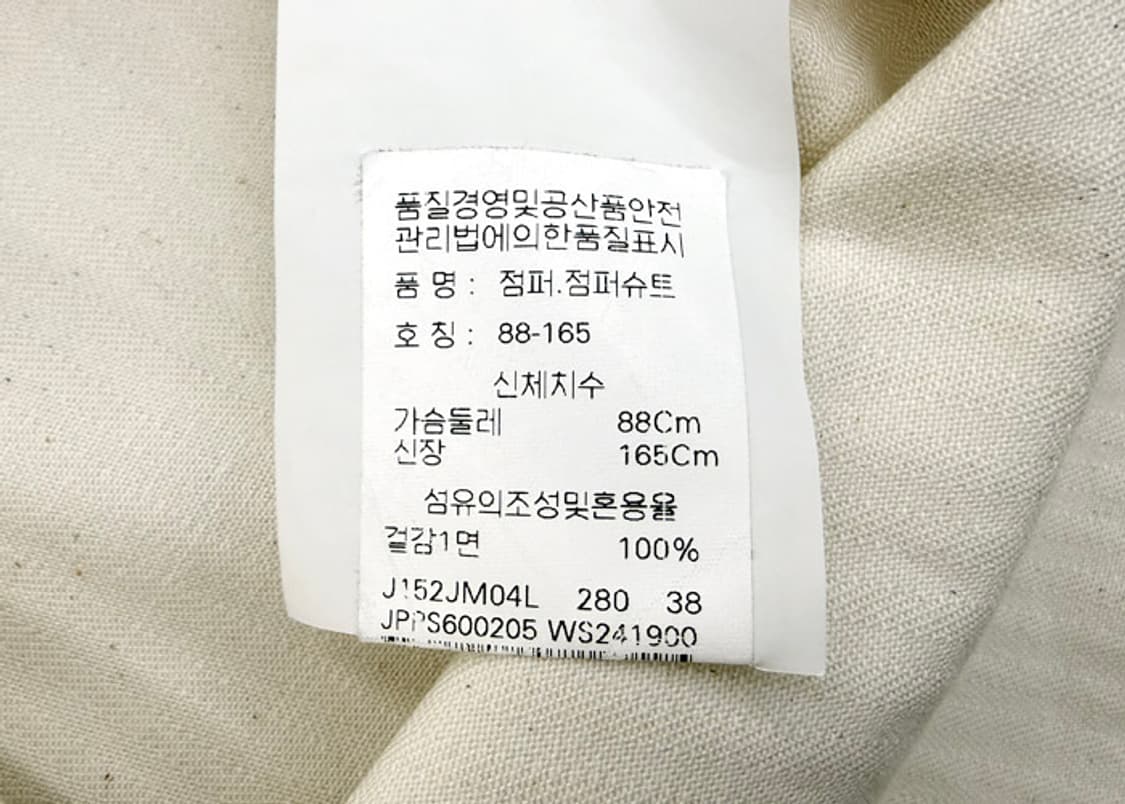 품질경영및공산품안전
관리법에의한품질표시
품 명 : 점퍼.점퍼슈트
호 칭 : 88-165
신체치수
가슴둘레 88Cm
신장 165Cm
섬유의조성및혼용율
겉감1면 100%
J152JM04L 280 38
JPPS600205 WS241900